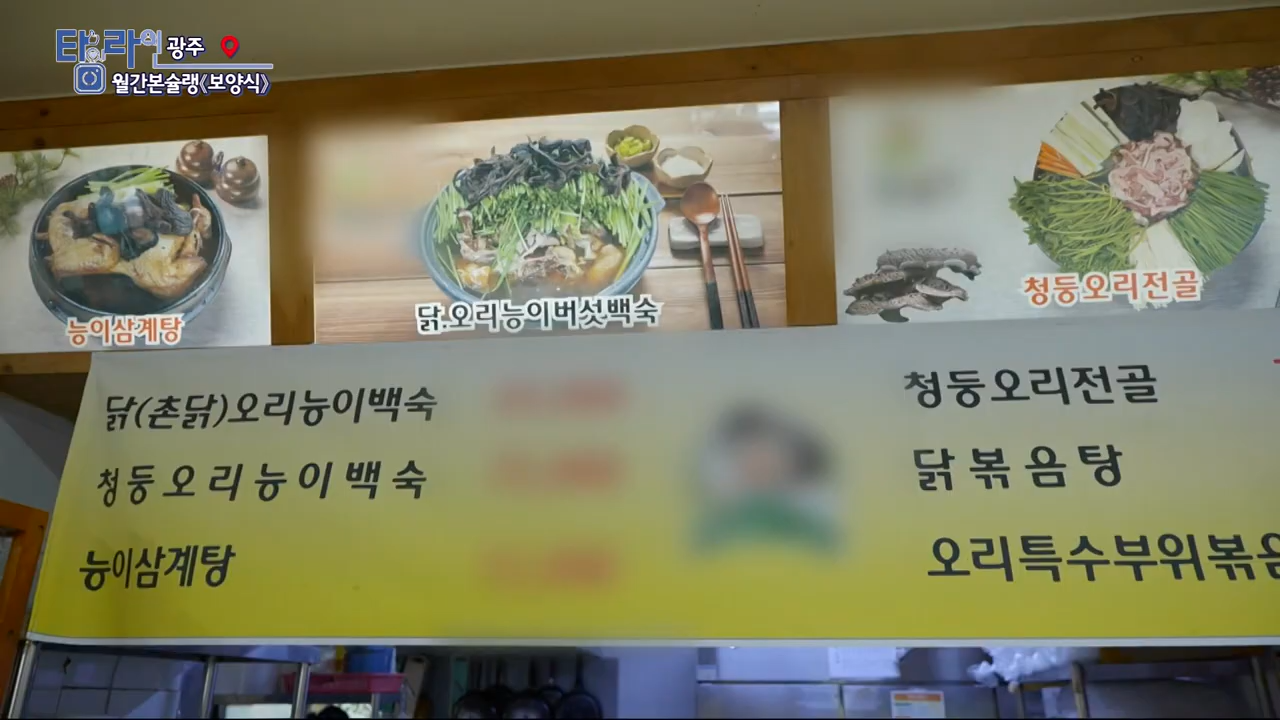 타라의 광주
월간본슐랭《보양식》
능이삼계탕
닭.오리능이버섯백숙
청둥오리전골
닭(촌닭)오리능이백숙
청둥오리능이백숙
능이삼계탕
청둥오리전골
닭볶음탕
오리특수부위볶음